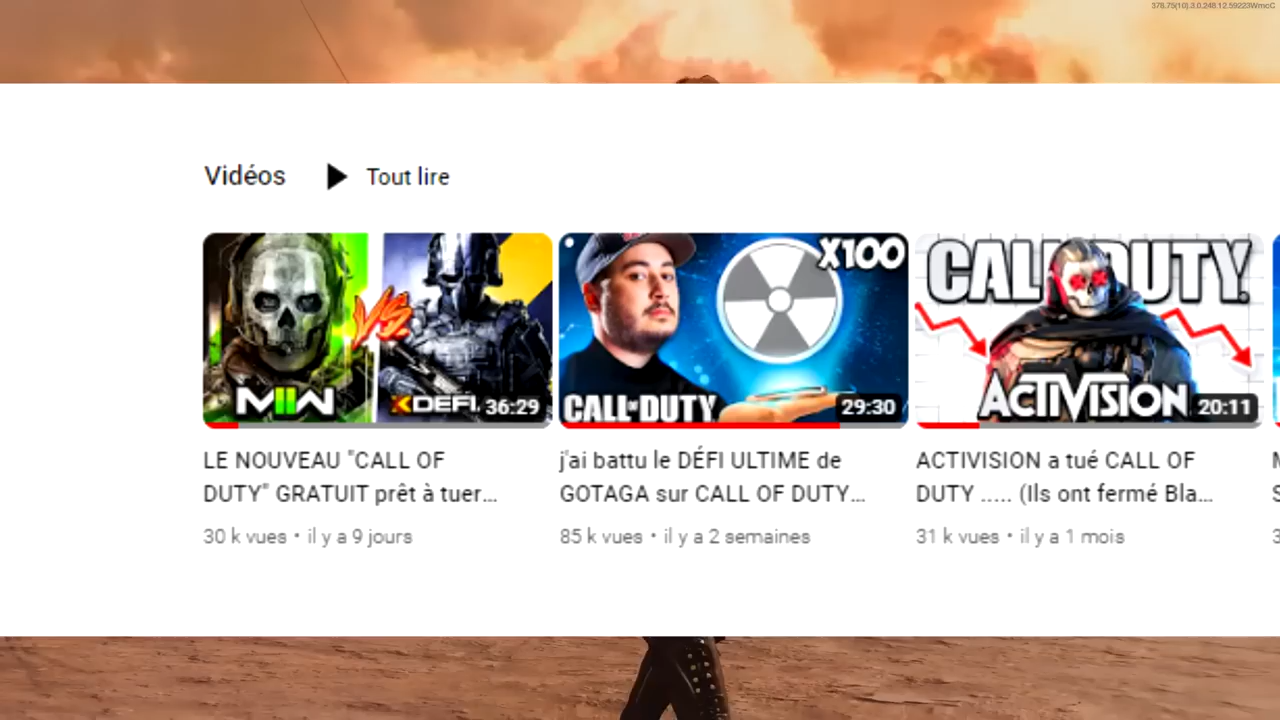 Vidéos
Tout lire
MIIW
VS
XDEFI
36:29
X100
CALL OF DUTY
29:30
CALL DUTY
ACTIVISION
20:11
LE NOUVEAU "CALL OF
DUTY" GRATUIT prêt à tuer...
30 k vues • il y a 9 jours
j'ai battu le DÉFI ULTIME de
GOTAGA sur CALL OF DUTY...
85 k vues • il y a 2 semaines
ACTIVISION a tué CALL OF
DUTY ..... (Ils ont fermé Bla...
31 k vues • il y a 1 mois